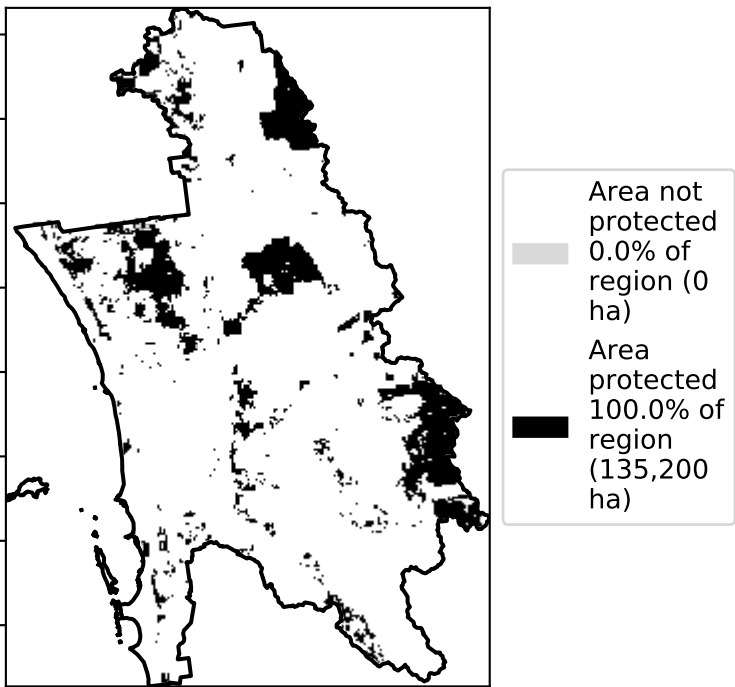 Area not
protected
0.0% of
region (0
ha)
Area
protected
100.0% of
region
(135,200
ha)